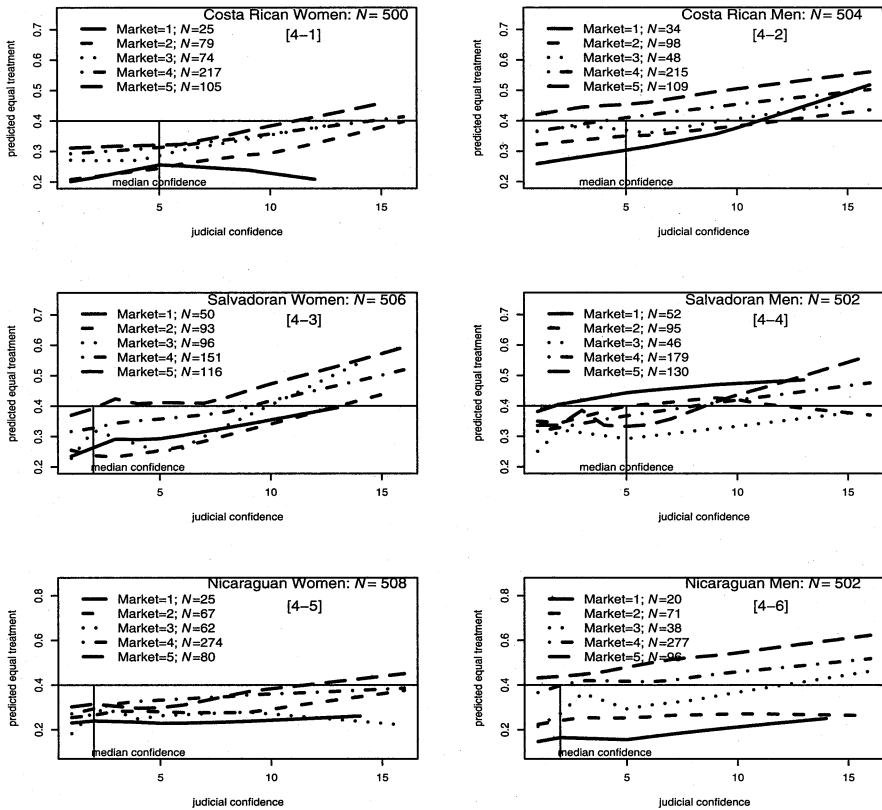 Costa Rican Women: N= 500
[4–1]
Market=1; N=25
Market=2; N=79
Market=3; N=74
Market=4; N=217
Market=5; N=105
predicted equal treatment
0.7
0.6
0.5
0.4
0.3
0.2
median confidence
5
10
15
judicial confidence
Costa Rican Men: N= 504
[4–2]
Market=1; N=34
Market=2; N=98
Market=3; N=48
Market=4; N=215
Market=5; N=109
predicted equal treatment
0.7
0.6
0.5
0.4
0.3
0.2
median confidence
5
10
15
judicial confidence
Salvadoran Women: N= 506
[4–3]
Market=1; N=50
Market=2; N=93
Market=3; N=96
Market=4; N=151
Market=5; N=116
predicted equal treatment
0.7
0.6
0.5
0.4
0.3
0.2
median confidence
5
10
15
judicial confidence
Salvadoran Men: N= 502
[4–4]
Market=1; N=52
Market=2; N=95
Market=3; N=46
Market=4; N=179
Market=5; N=130
predicted equal treatment
0.7
0.6
0.5
0.4
0.3
0.2
median confidence
5
10
15
judicial confidence
Nicaraguan Women: N= 508
[4–5]
Market=1; N=25
Market=2; N=67
Market=3; N=62
Market=4; N=274
Market=5; N=80
predicted equal treatment
0.8
0.6
0.4
0.2
median confidence
5
10
15
judicial confidence
Nicaraguan Men: N= 502
[4–6]
Market=1; N=20
Market=2; N=71
Market=3; N=38
Market=4; N=277
Market=5; N=96
predicted equal treatment
0.8
0.6
0.4
0.2
median confidence
5
10
15
judicial confidence